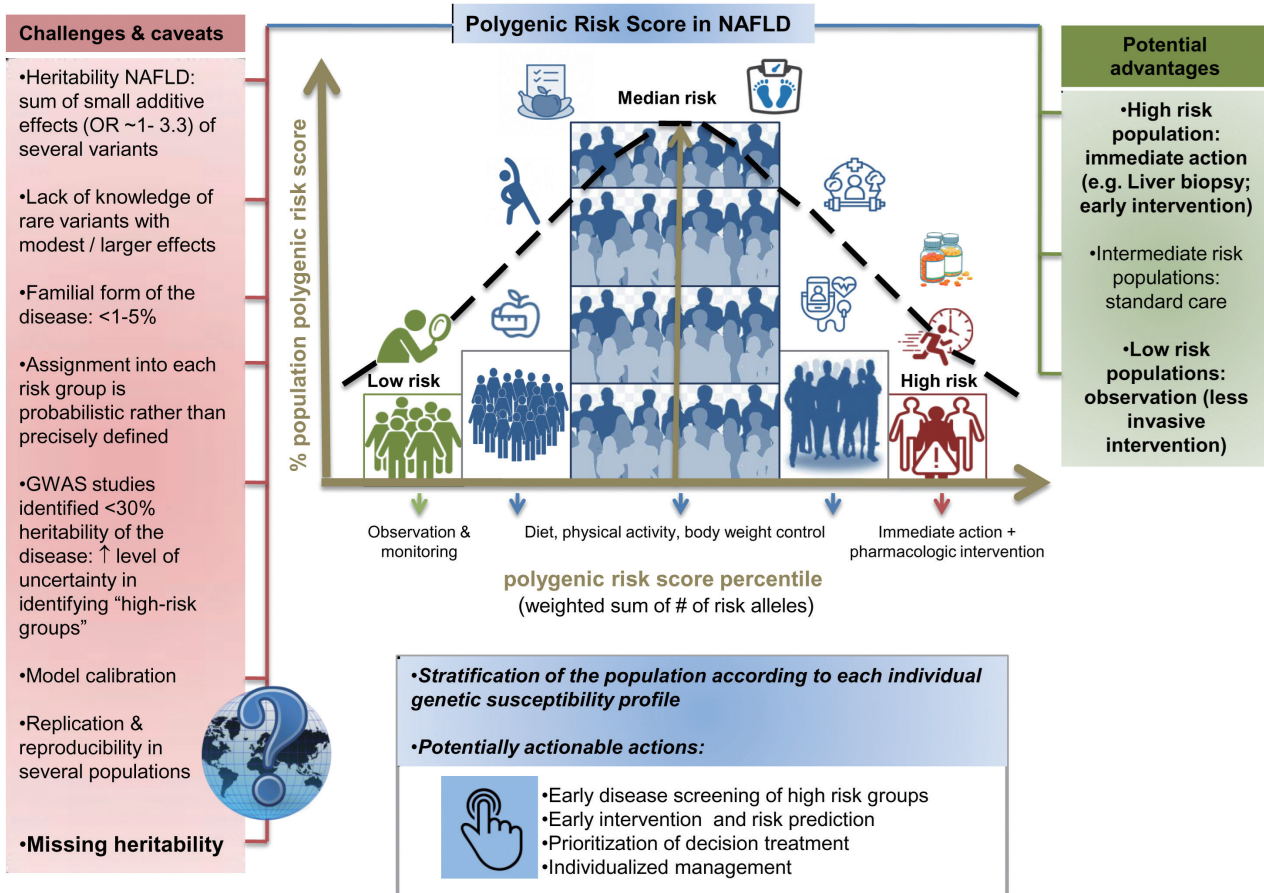 Polygenic Risk Score in NAFLD
Challenges & caveats
•Heritability NAFLD:
sum of small additive
effects (OR ~1- 3.3) of
several variants
•Lack of knowledge of
rare variants with
modest / larger effects
•Familial form of the
disease: <1-5%
•Assignment into each
risk group is
probabilistic rather than
precisely defined
•GWAS studies
identified <30%
heritability of the
disease: ↑ level of
uncertainty in
identifying “high-risk
groups”
•Model calibration
•Replication &
reproducibility in
several populations
•Missing heritability
?
% population polygenic risk score
Median risk
Low risk
High risk
Observation &
monitoring
Diet, physical activity, body weight control
Immediate action +
pharmacologic intervention
polygenic risk score percentile
(weighted sum of # of risk alleles)
Potential
advantages
•High risk
population:
immediate action
(e.g. Liver biopsy;
early intervention)
•Intermediate risk
populations:
standard care
•Low risk
populations:
observation (less
invasive
intervention)
•Stratification of the population according to each individual
genetic susceptibility profile
•Potentially actionable actions:
•Early disease screening of high risk groups
•Early intervention and risk prediction
•Prioritization of decision treatment
•Individualized management